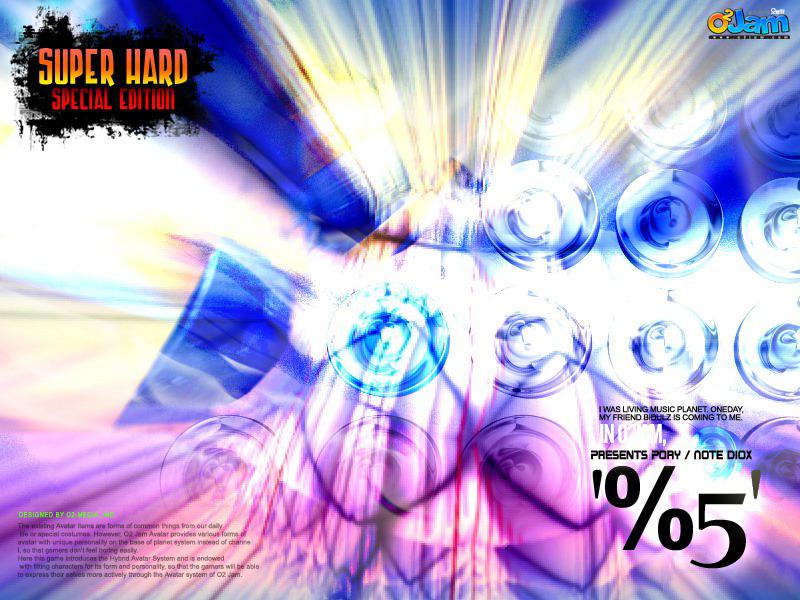 SUPER HARD
SPECIAL EDITION
O2Jam
www.o2jam.com
I WAS LIVING MUSIC PLANET. ONEDAY,
MY FRIEND BIDULZ IS COMING TO ME.
IN O2JAM,
PRESENTS PORY / NOTE DIOX
'%5'
DESIGNED BY O2 MEDIA, INC
The existing Avatar items are forms of common things from our daily
life or special costumes. However, O2 Jam Avatar provides various forms of
avatar with unique personality on the base of planet system instead of channe
l, so that gamers don't feel boring easily.
Here this game introduces the Hybrid Avatar System and is endowed
with fitting characters for its form and personality, so that the gamers will be able
to express their selves more actively through the Avatar system of O2 Jam.